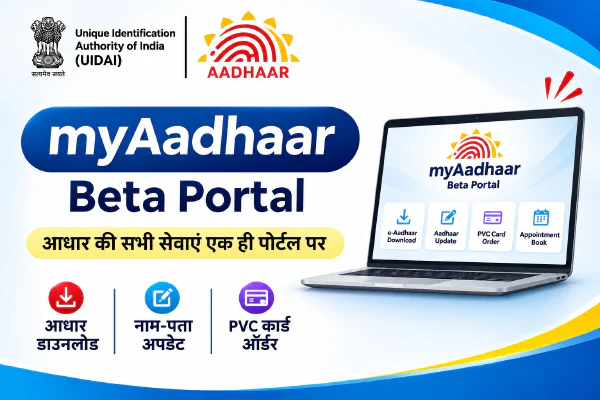 Unique Identification
Authority of India
(UIDAI)
सत्यमेव जयते
AADHAAR
myAadhaar
Beta Portal
आधार की सभी सेवाएं एक ही पोर्टल पर
आधार
डाउनलोड
नाम-पता
अपडेट
PVC कार्ड
ऑर्डर
myAadhaar
Beta Portal
e-Aadhaar
Download
Aadhaar
Update
PVC Card
Order
Appointment
Book